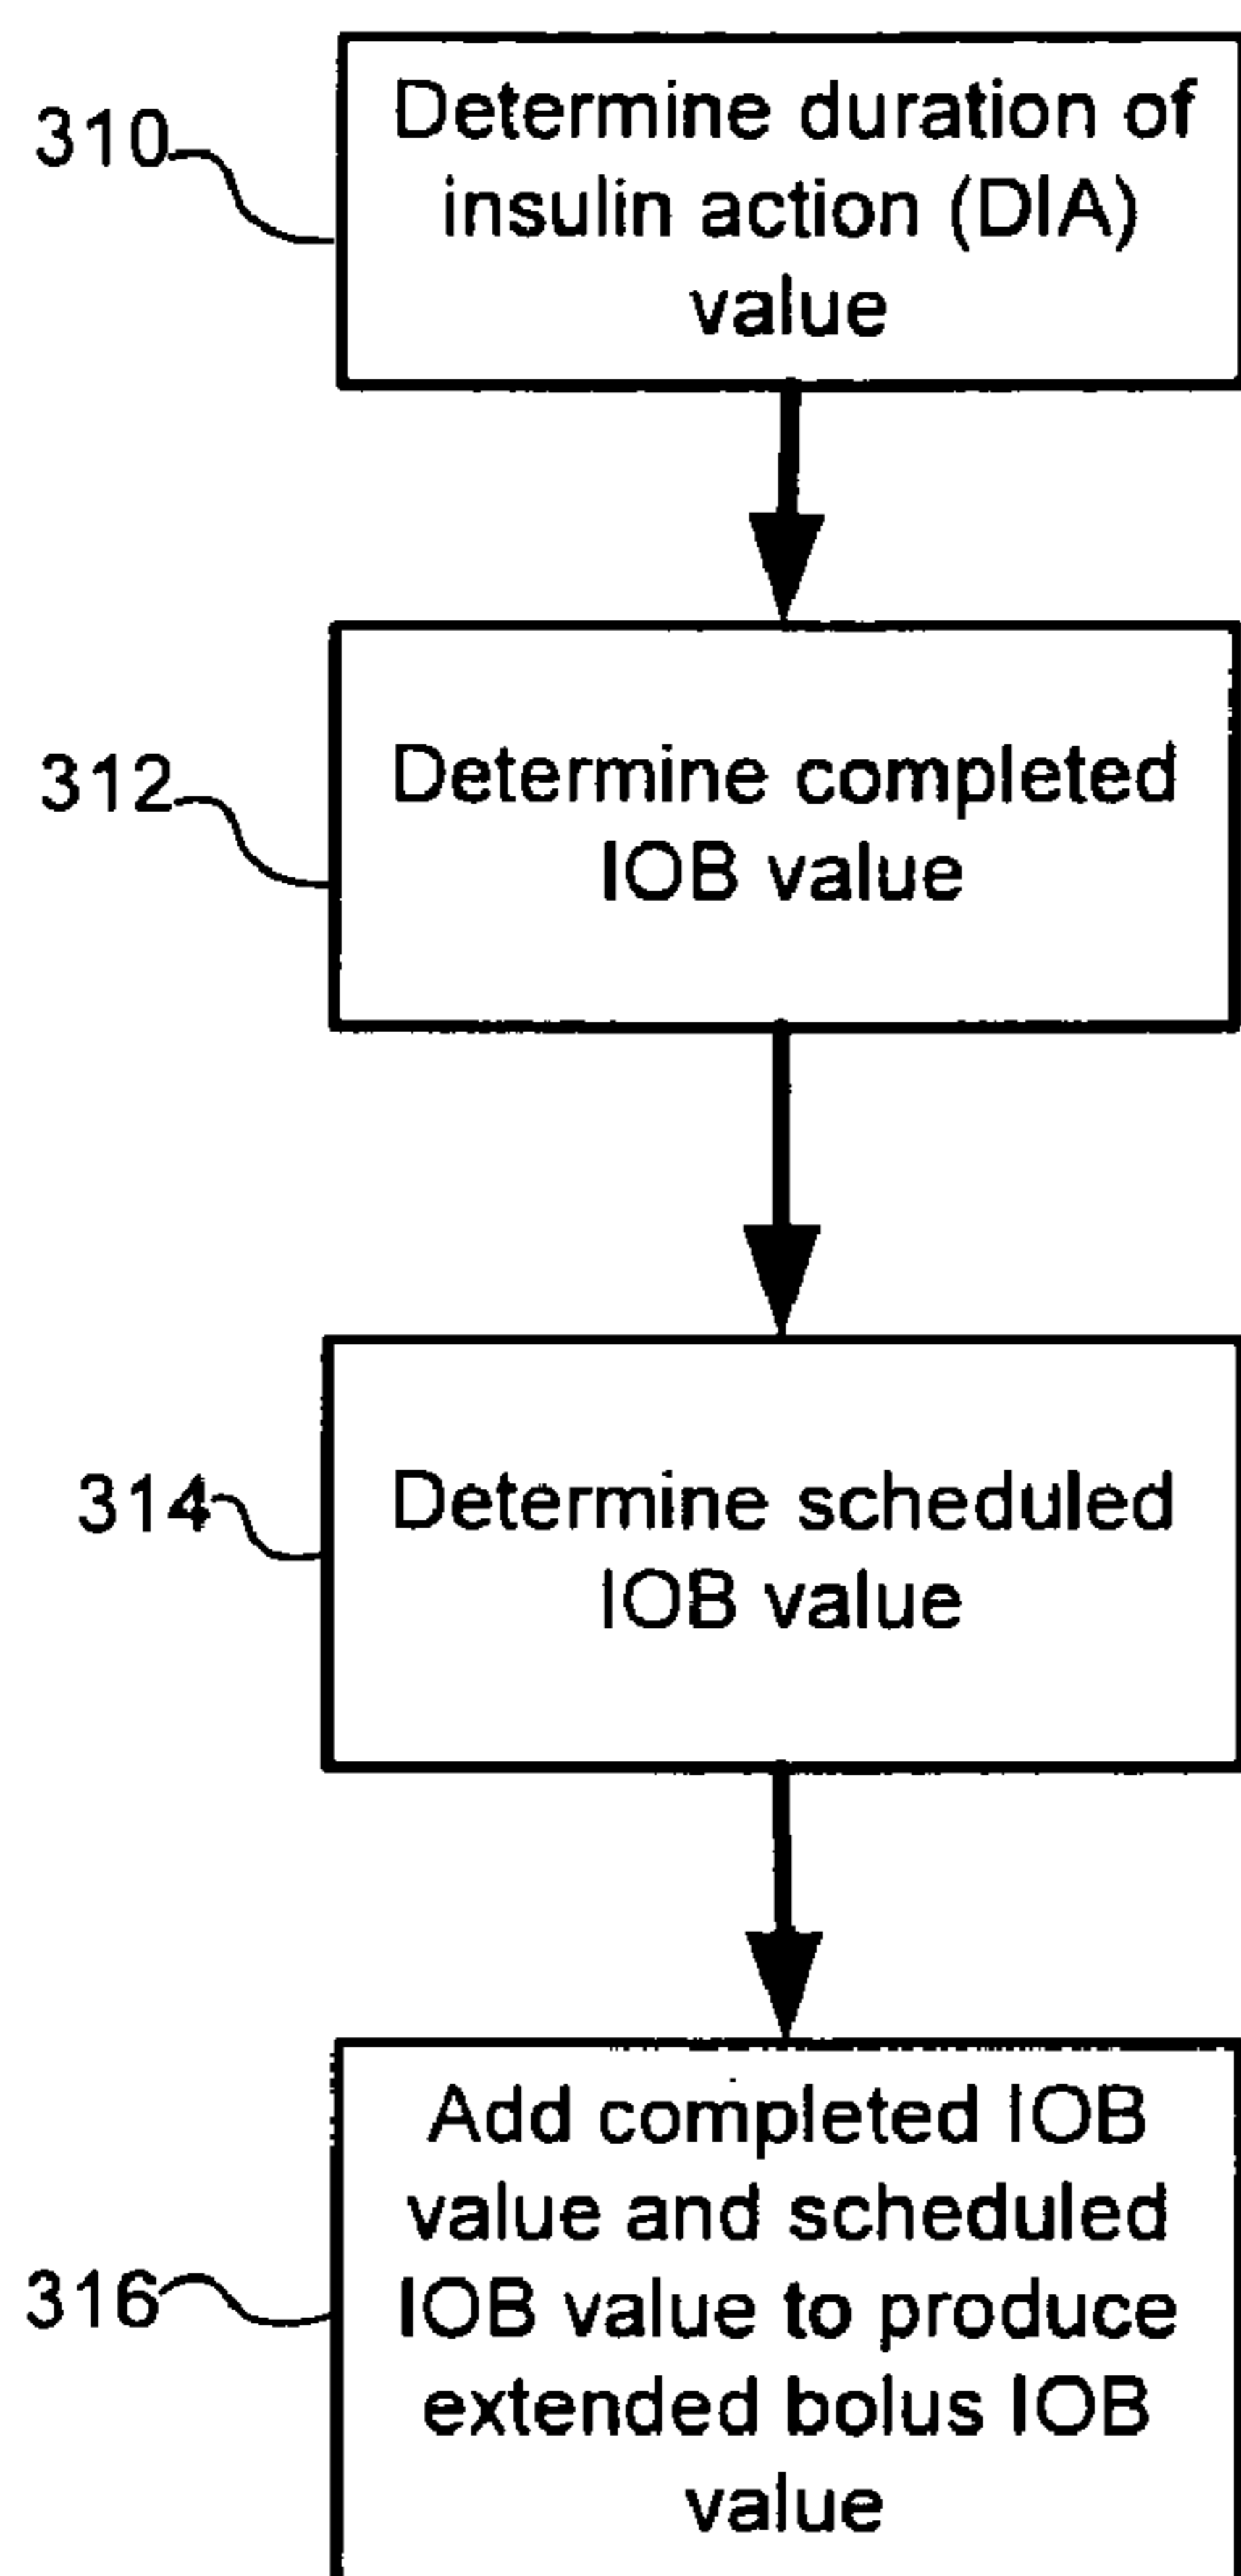 310
Determine duration of
insulin action (DIA)
value
312
Determine completed
IOB value
314
Determine scheduled
IOB value
316
Add completed IOB
value and scheduled
IOB value to produce
extended bolus IOB
value